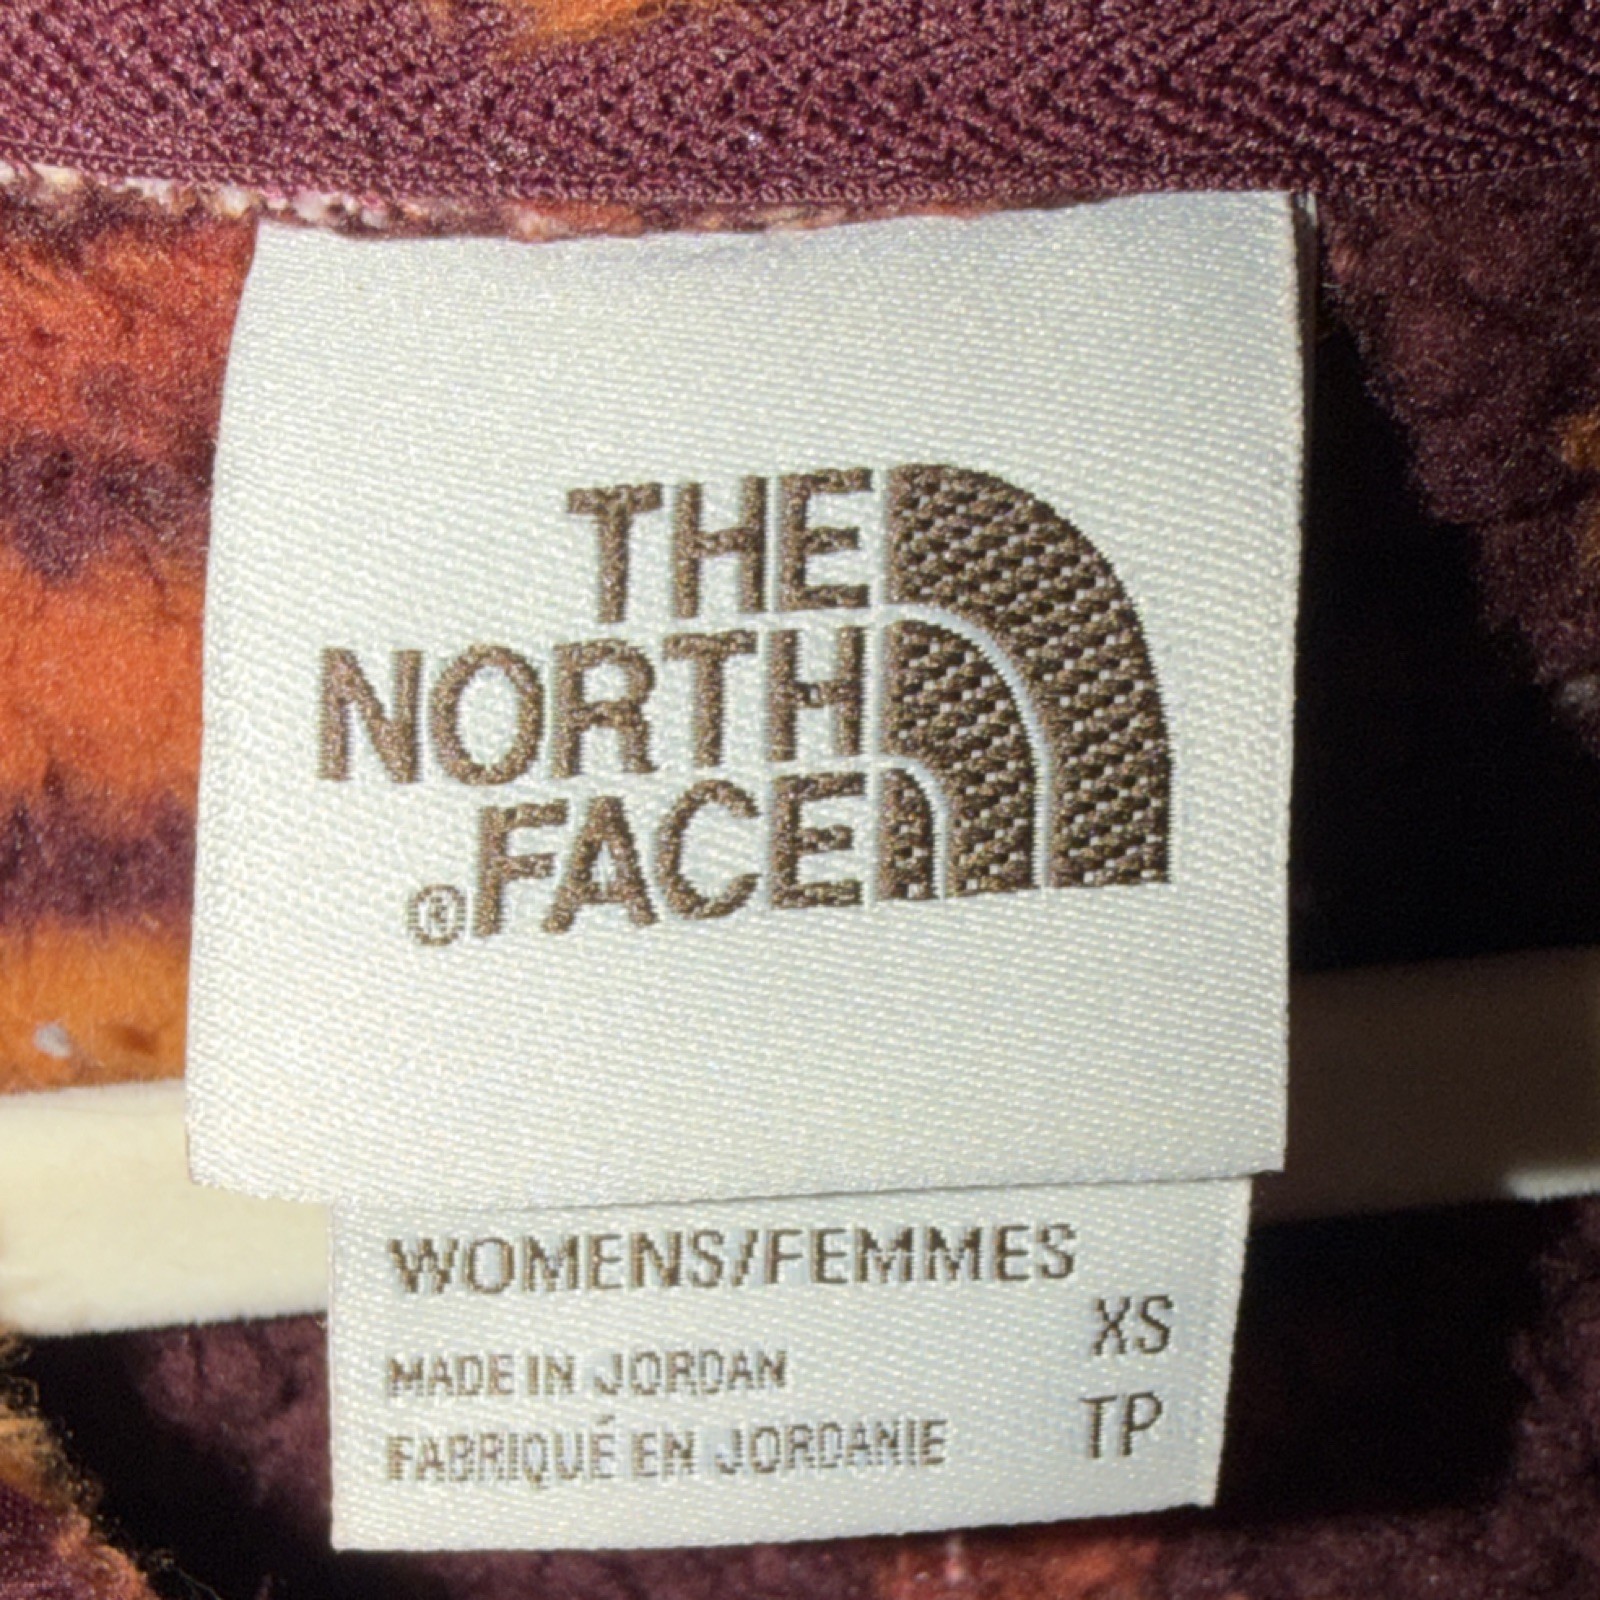 THE
NORTH
®FACE
WOMENS/FEMMES
XS
MADE IN JORDAN
TP
FABRIQUÉ EN JORDANIE